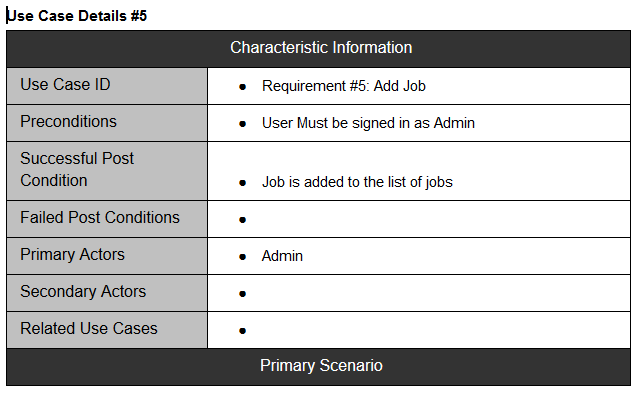 Use Case Details #5
Characteristic Information
Use Case ID
● Requirement #5: Add Job
Preconditions
● User Must be signed in as Admin
Successful Post
Condition
● Job is added to the list of jobs
Failed Post Conditions
●
Primary Actors
● Admin
Secondary Actors
●
Related Use Cases
●
Primary Scenario